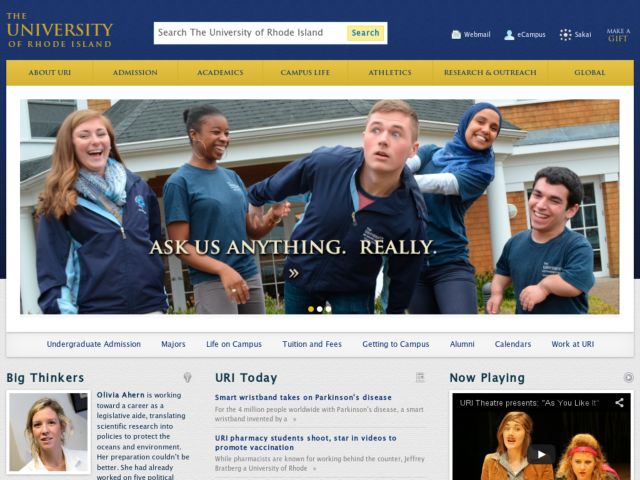 THE
UNIVERSITY
OF RHODE ISLAND
Search The University of Rhode Island
Search
Webmail
eCampus
Sakai
MAKE A
GIFT
ABOUT URI
ADMISSION
ACADEMICS
CAMPUS LIFE
ATHLETICS
RESEARCH & OUTREACH
GLOBAL
ASK US ANYTHING. REALLY.
»
Undergraduate Admission
Majors
Life on Campus
Tuition and Fees
Getting to Campus
Alumni
Calendars
Work at URI
Big Thinkers
Olivia Ahern is working
toward a career as a
legislative aide, translating
scientific research into
policies to protect the
oceans and environment.
Her preparation couldn't be
better. She had already
worked on five political
URI Today
Smart wristband takes on Parkinson's disease
For the 4 million people worldwide with Parkinson's disease, a smart
wristband invented by a »
URI pharmacy students shoot, star in videos to
promote vaccination
While pharmacists are known for working behind the counter, Jeffrey
Bratberg a University of Rhode »
Now Playing
URI Theatre presents: "As You Like It"